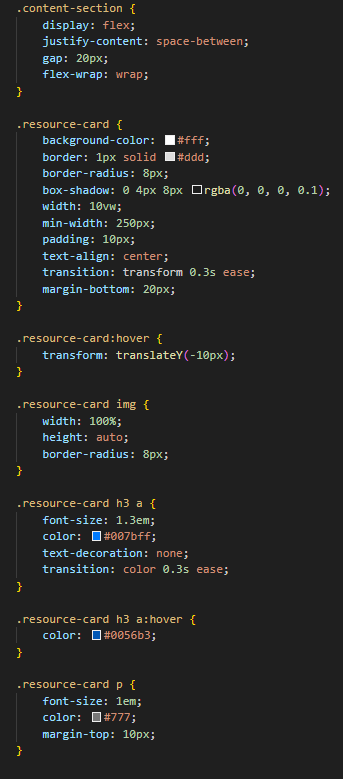 .content-section {
display: flex;
justify-content: space-between;
gap: 20px;
flex-wrap: wrap;
}
.resource-card {
background-color: #fff;
border: 1px solid #ddd;
border-radius: 8px;
box-shadow: 0 4px 8px rgba(0, 0, 0, 0.1);
width: 10vw;
min-width: 250px;
padding: 10px;
text-align: center;
transition: transform 0.3s ease;
margin-bottom: 20px;
}
.resource-card:hover {
transform: translateY(-10px);
}
.resource-card img {
width: 100%;
height: auto;
border-radius: 8px;
}
.resource-card h3 a {
font-size: 1.3em;
color: #007bff;
text-decoration: none;
transition: color 0.3s ease;
}
.resource-card h3 a:hover {
color: #0056b3;
}
.resource-card p {
font-size: 1em;
color: #777;
margin-top: 10px;
}